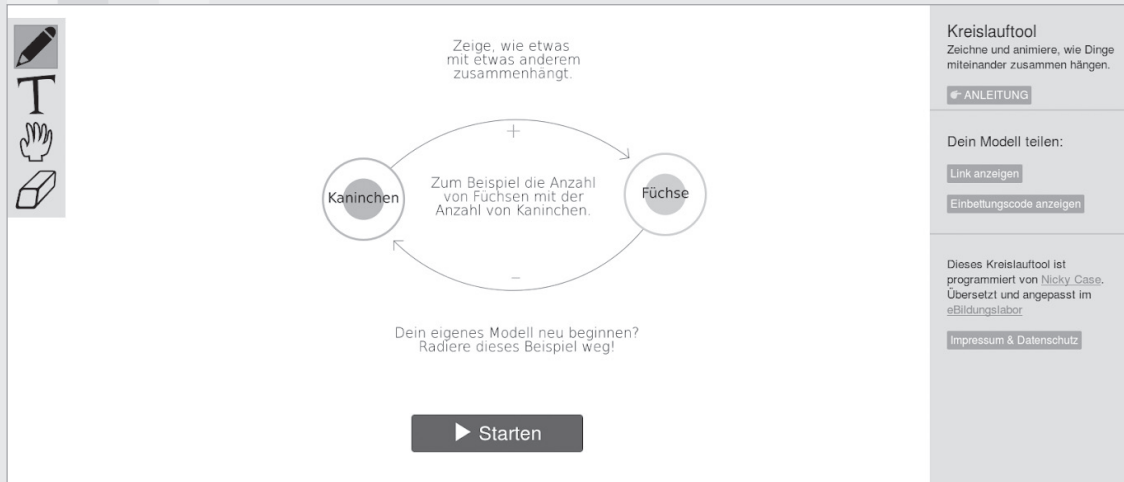 Zeige, wie etwas
mit etwas anderem
zusammenhängt.
+
Kaninchen
Zum Beispiel die Anzahl
von Füchsen mit der
Anzahl von Kaninchen.
Füchse
–
Dein eigenes Modell neu beginnen?
Radiere dieses Beispiel weg!
Starten
Kreislauftool
Zeichne und animiere, wie Dinge
miteinander zusammen hängen.
ANLEITUNG
Dein Modell teilen:
Link anzeigen
Einbettungscode anzeigen
Dieses Kreislauftool ist
programmiert von Nicky Case.
Übersetzt und angepasst im
eBildungslabor
Impressum & Datenschutz